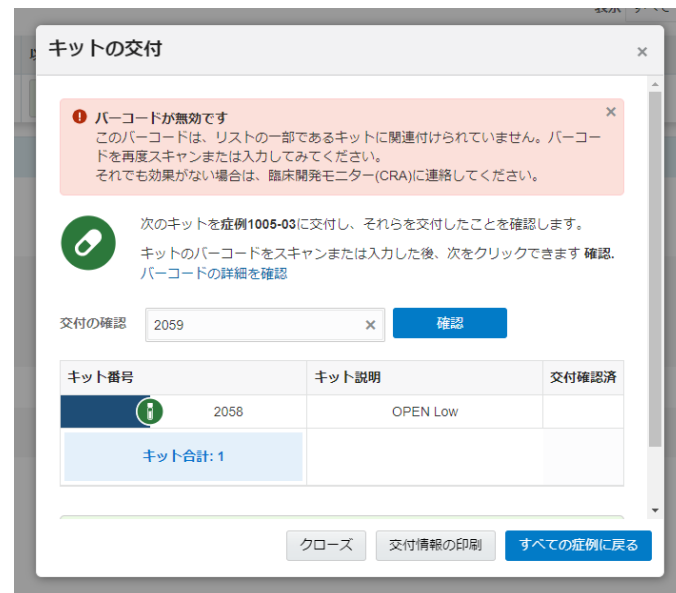 キットの交付
×
バーコードが無効です
×
このバーコードは、リストの一部であるキットに関連付けられていません。バーコー
ドを再度スキャンまたは入力してみてください。
それでも効果がない場合は、臨床開発モニター(CRA)に連絡してください。
次のキットを症例1005-03に交付し、それらを交付したことを確認します。
キットのバーコードをスキャンまたは入力した後、次をクリックできます 確認.
バーコードの詳細を確認
交付の確認 2059 × 確認
キット番号 キット説明 交付確認済
2058 OPEN Low
キット合計: 1
クローズ 交付情報の印刷 すべての症例に戻る